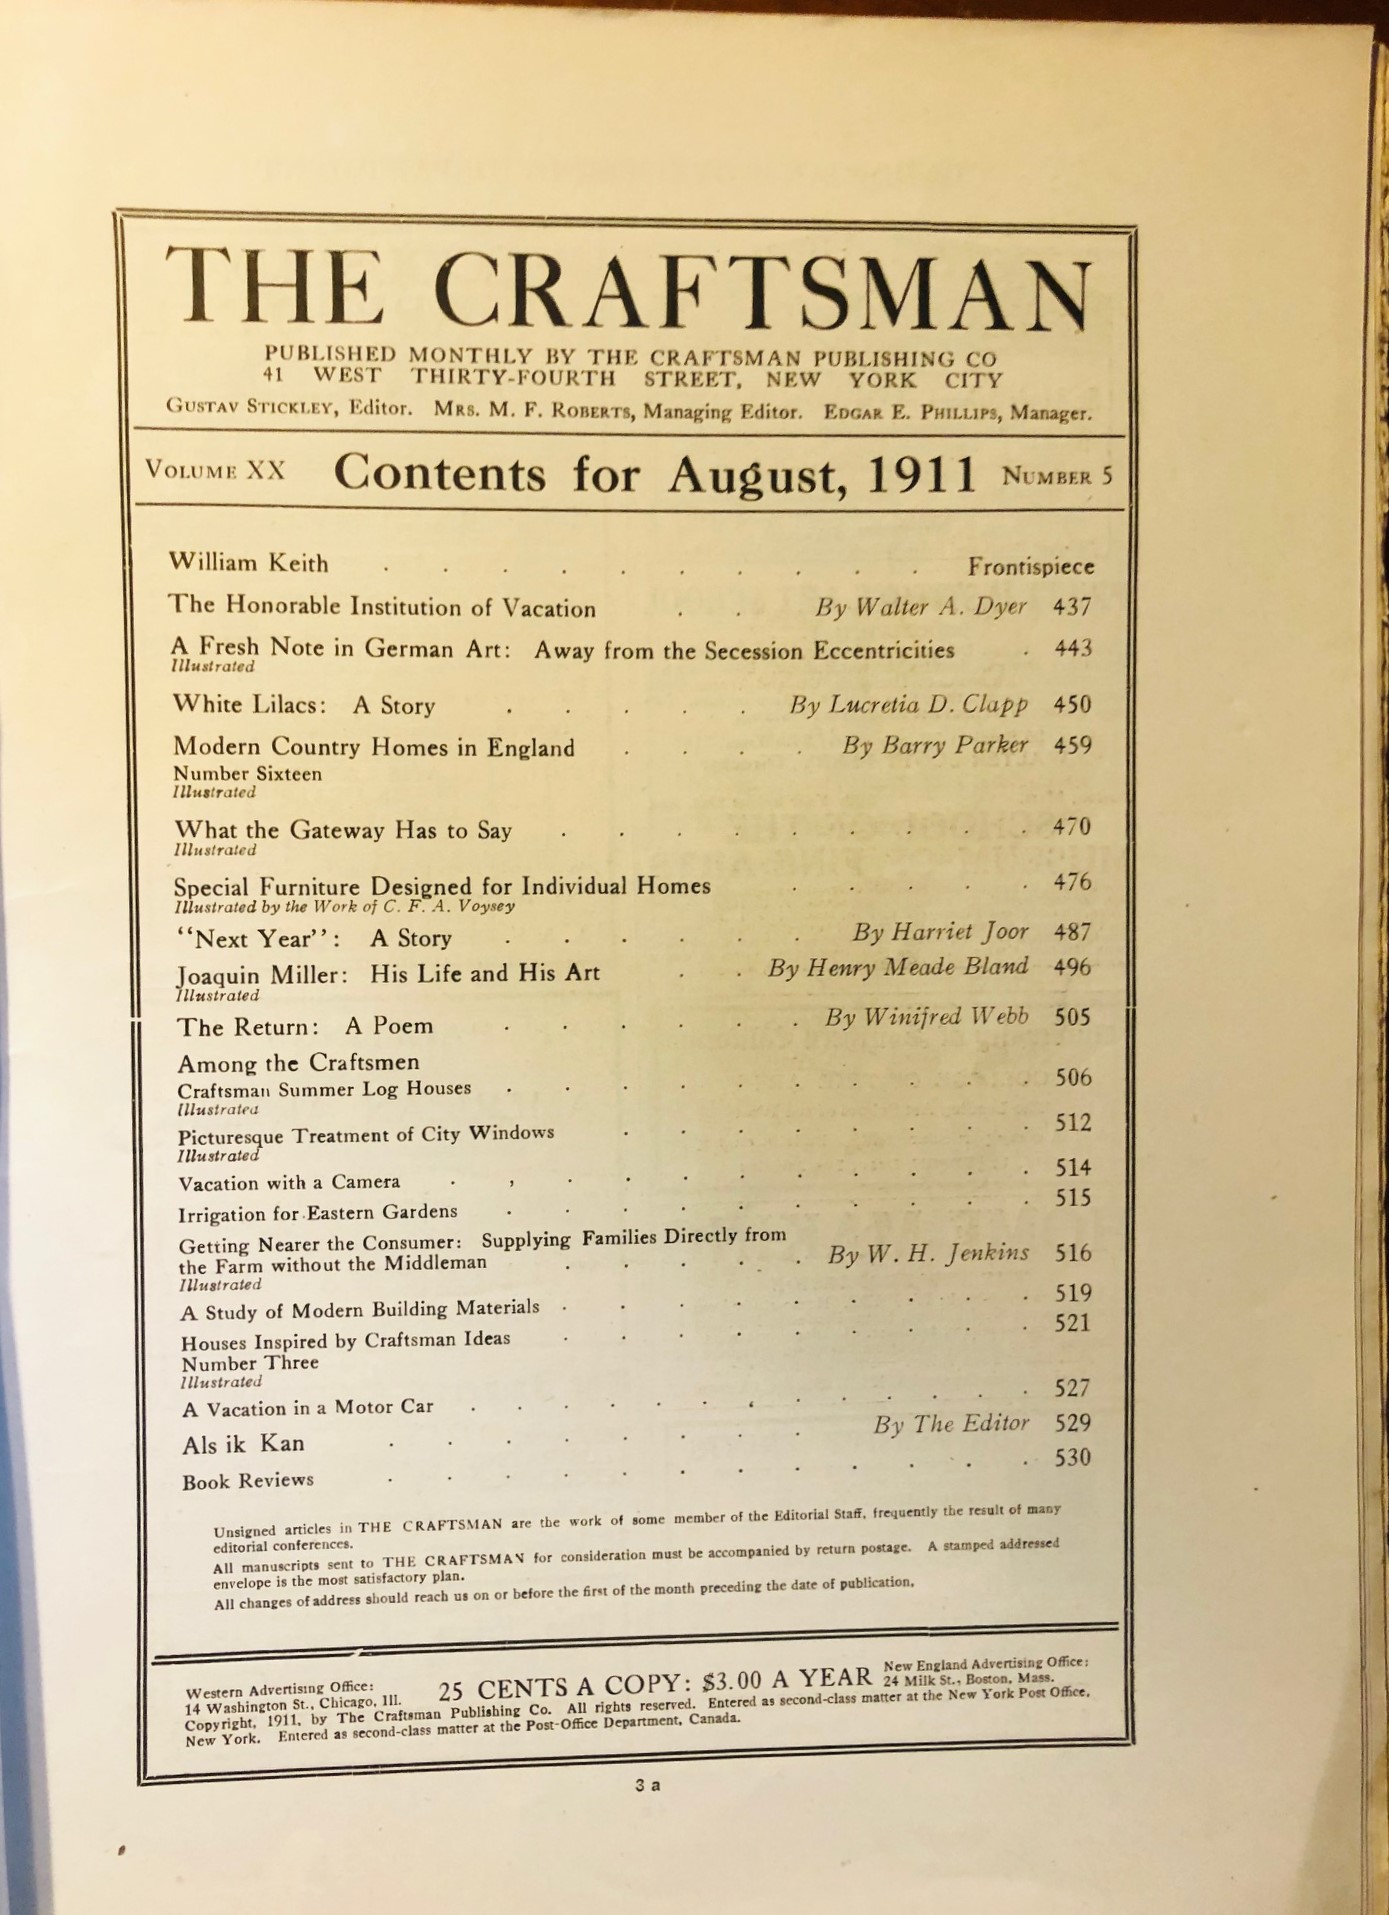 THE CRAFTSMAN
PUBLISHED MONTHLY BY THE CRAFTSMAN PUBLISHING CO
41 WEST THIRTY-FOURTH STREET, NEW YORK CITY
GUSTAV STICKLEY, Editor. MRS. M. F. ROBERTS, Managing Editor. EDGAR E. PHILLIPS, Manager.
VOLUME XX Contents for August, 1911 NUMBER 5
William Keith . . . . . . . . . . Frontispiece
The Honorable Institution of Vacation . . By Walter A. Dyer 437
A Fresh Note in German Art: Away from the Secession Eccentricities . 443
Illustrated
White Lilacs: A Story . . . . . By Lucretia D. Clapp 450
Modern Country Homes in England . . . . By Barry Parker 459
Number Sixteen
Illustrated
What the Gateway Has to Say . . . . . . . . . 470
Illustrated
Special Furniture Designed for Individual Homes . . . . . 476
Illustrated by the Work of C. F. A. Voysey
"Next Year": A Story . . . . . . By Harriet Joor 487
Joaquin Miller: His Life and His Art . . By Henry Meade Bland 496
Illustrated
The Return: A Poem . . . . . . By Winifred Webb 505
Among the Craftsmen
Craftsman Summer Log Houses . . . . . . . . . . 506
Illustrated
Picturesque Treatment of City Windows . . . . . . . . 512
Illustrated
Vacation with a Camera . , . . . . . . . . . 514
Irrigation for Eastern Gardens . . . . . . . . . . 515
Getting Nearer the Consumer: Supplying Families Directly from
the Farm without the Middleman . . . . . By W. H. Jenkins 516
Illustrated
A Study of Modern Building Materials . . . . . . . . . 519
Houses Inspired by Craftsman Ideas . . . . . . . . . 521
Number Three
Illustrated
A Vacation in a Motor Car . . . . . . . . . . . . . 527
Als ik Kan . . . . . . . . By The Editor 529
Book Reviews . . . . . . . . . . . . 530
Unsigned articles in THE CRAFTSMAN are the work of some member of the Editorial Staff, frequently the result of many
editorial conferences.
All manuscripts sent to THE CRAFTSMAN for consideration must be accompanied by return postage. A stamped addressed
envelope is the most satisfactory plan.
All changes of address should reach us on or before the first of the month preceding the date of publication.
Western Advertising Office:
14 Washington St., Chicago, Ill.
25 CENTS A COPY: $3.00 A YEAR
New England Advertising Office:
24 Milk St., Boston, Mass.
Copyright, 1911, by The Craftsman Publishing Co. All rights reserved. Entered as second-class matter at the New York Post Office,
New York. Entered as second-class matter at the Post-Office Department, Canada.
3 a